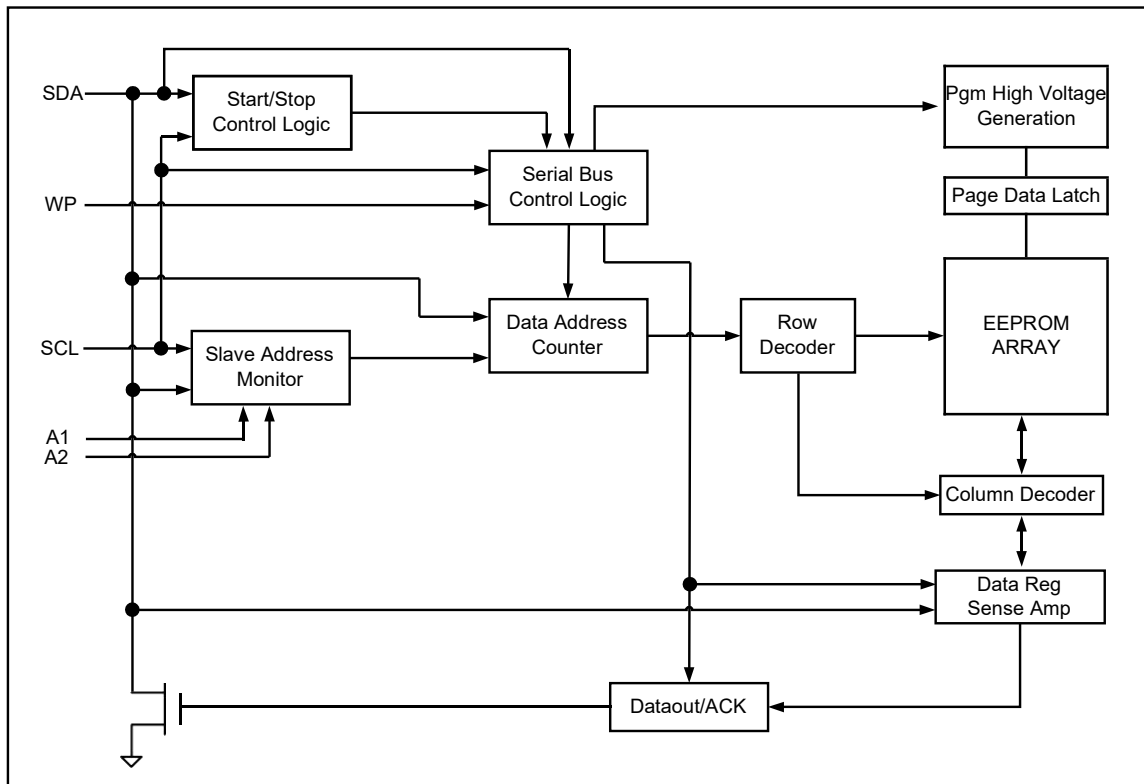 SDA
Start/Stop
Control Logic
Pgm High Voltage
Generation
Serial Bus
Control Logic
WP
Page Data Latch
Data Address
Counter
Row
Decoder
EEPROM
ARRAY
SCL
Slave Address
Monitor
A1
A2
Column Decoder
Data Reg
Sense Amp
Dataout/ACK